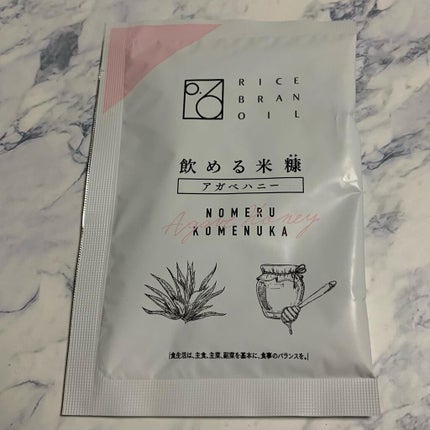 RICE
BRAN
OIL
飲める米糠
アガベハニー
Agave Honey
NOMERU
KOMENUKA
「食生活は、主食、主菜、副菜を基本に、食事のバランスを。」